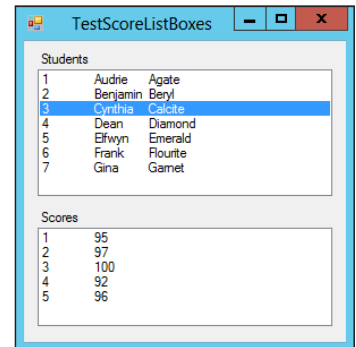 TestScoreListBoxes
Students
1 Audrie Agate
2 Benjamin Beryl
3 Cynthia Calcite
4 Dean Diamond
5 Elfwyn Emerald
6 Frank Flourite
7 Gina Garnet
Scores
1 95
2 97
3 100
4 92
5 96